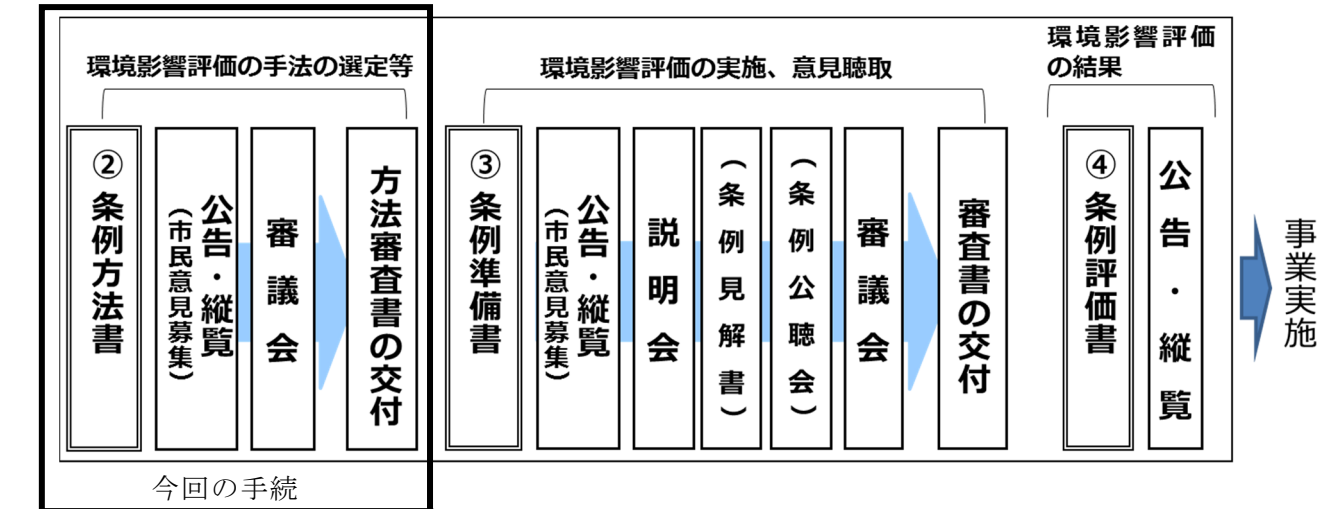 環境影響評価の手法の選定等
②条例方法書
公告・縦覧
(市民意見募集)
審議会
方法審査書の交付
今回の手続
環境影響評価の実施、意見聴取
③条例準備書
公告・縦覧
(市民意見募集)
説明会
(条例見解書)
(条例公聴会)
審議会
審査書の交付
環境影響評価
の結果
④条例評価書
公告・縦覧
事業実施